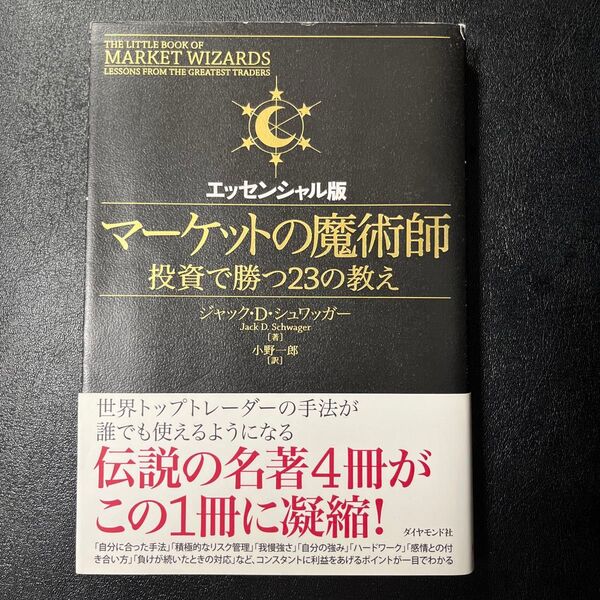 THE LITTLE BOOK OF
MARKET WIZARDS
LESSONS FROM THE GREATEST TRADERS
エッセンシャル版
マーケットの魔術師
投資で勝つ23の教え
ジャック・D・シュワッガー
Jack D. Schwager
[著]
小野一郎
[訳]
世界トップトレーダーの手法が
誰でも使えるようになる
伝説の名著4冊が
この1冊に凝縮!
ダイヤモンド社
「自分に合った手法」「積極的なリスク管理」「我慢強さ」「自分の強み」「ハードワーク」「感情との付
き合い方」「負けが続いたときの対応」など、コンスタントに利益をあげるポイントが一目でわかる